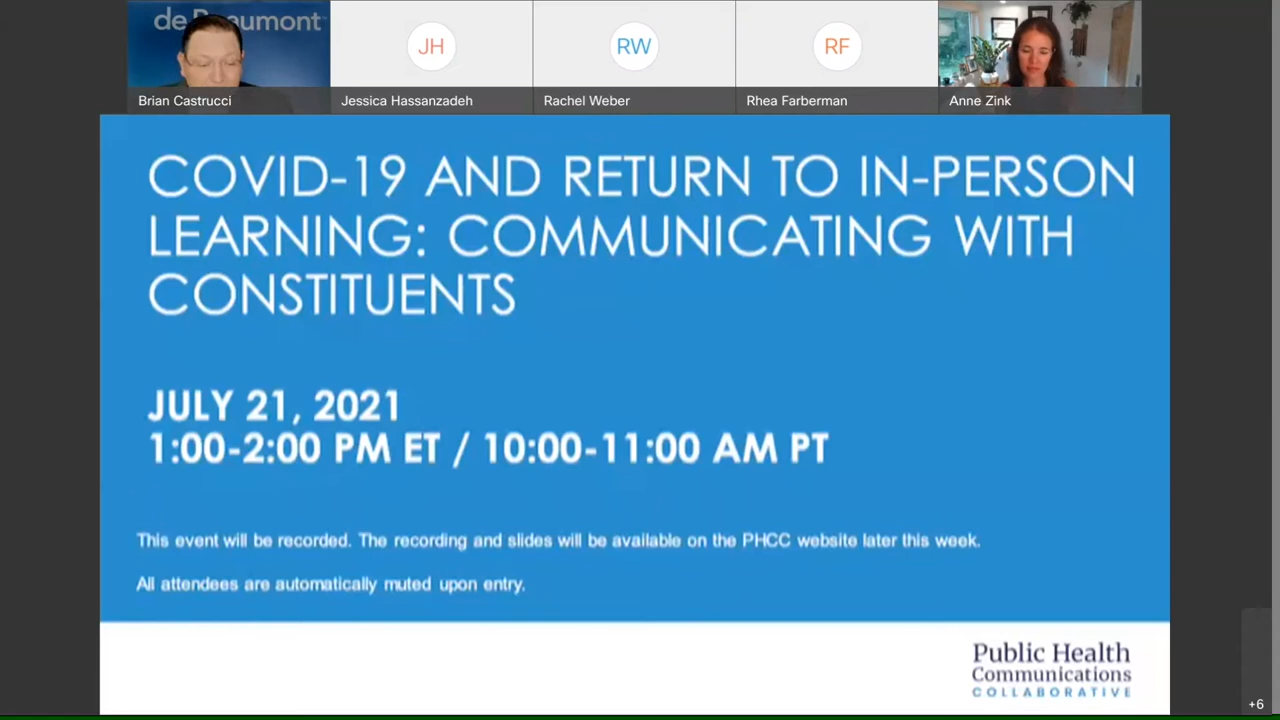 de Beaumont
JH
RW
RF
Brian Castrucci
Jessica Hassanzadeh
Rachel Weber
Rhea Farberman
Anne Zink
COVID-19 AND RETURN TO IN-PERSON
LEARNING: COMMUNICATING WITH
CONSTITUENTS
JULY 21, 2021
1:00-2:00 PM ET / 10:00-11:00 AM PT
This event will be recorded. The recording and slides will be available on the PHCC website later this week.
All attendees are automatically muted upon entry.
Public Health
Communications
COLLABORATIVE
+6